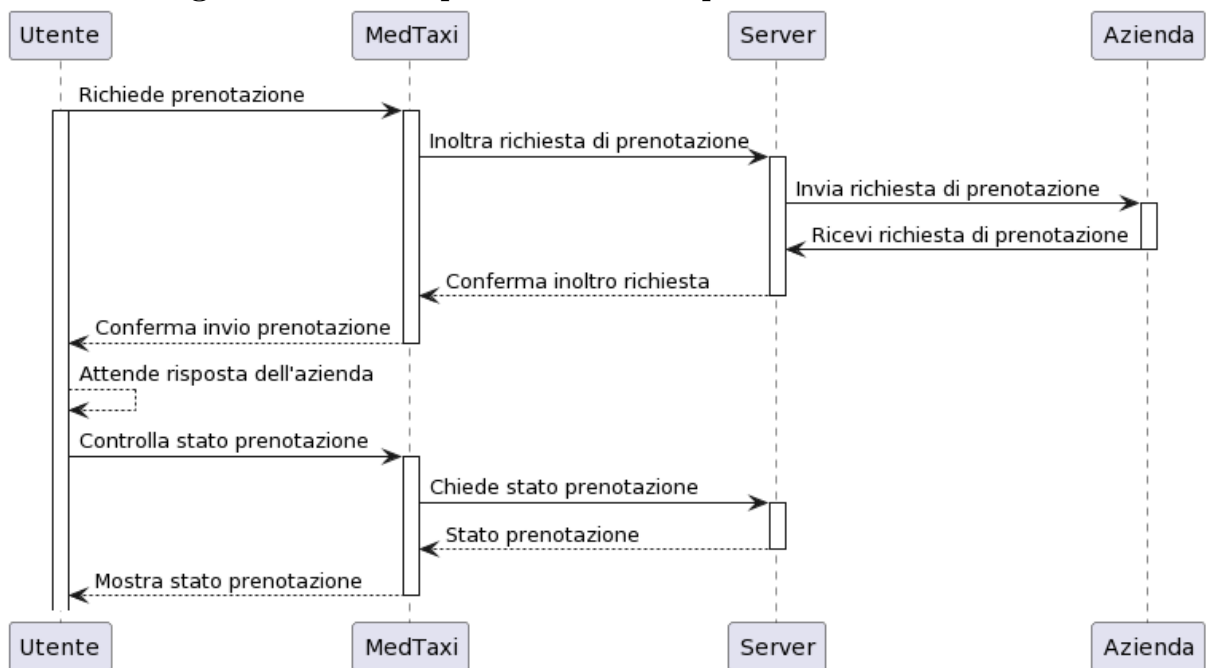 Utente
MedTaxi
Server
Azienda
Richiede prenotazione
Inoltra richiesta di prenotazione
Invia richiesta di prenotazione
Ricevi richiesta di prenotazione
Conferma inoltro richiesta
Conferma invio prenotazione
Attende risposta dell'azienda
Controlla stato prenotazione
Chiede stato prenotazione
Stato prenotazione
Mostra stato prenotazione
Utente
MedTaxi
Server
Azienda